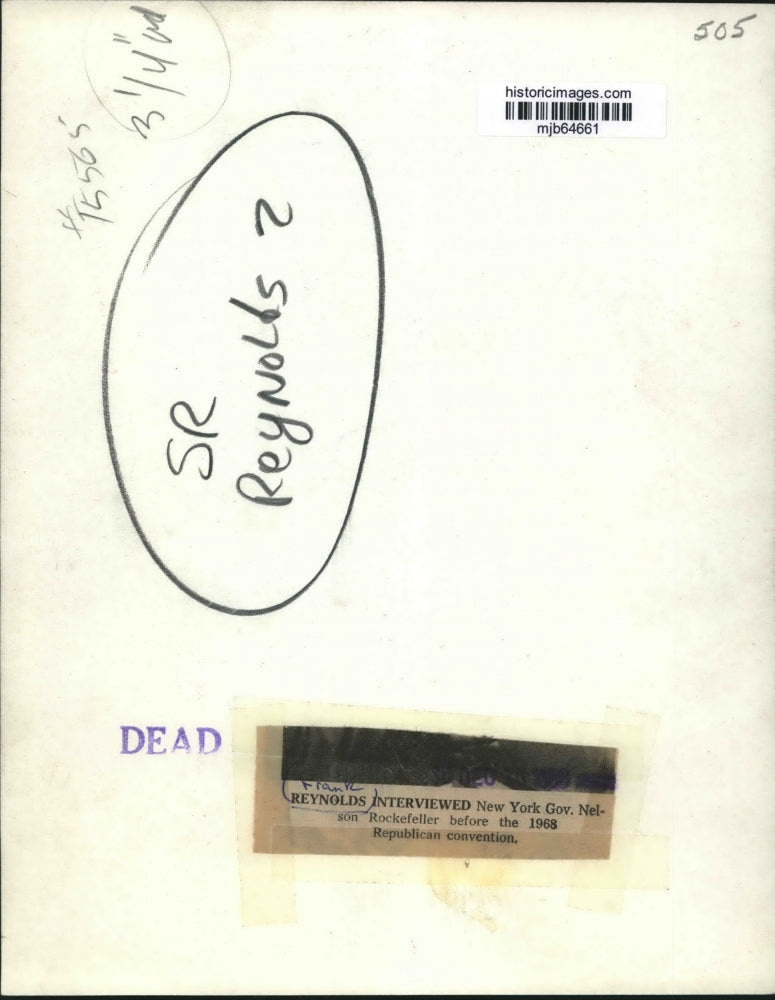 505
3 1/4"
historicimages.com
mjb64661
SR
Reynolds 2
DEAD
Frank
REYNOLDS INTERVIEWED New York Gov. Nel-
son Rockefeller before the 1968
Republican convention.